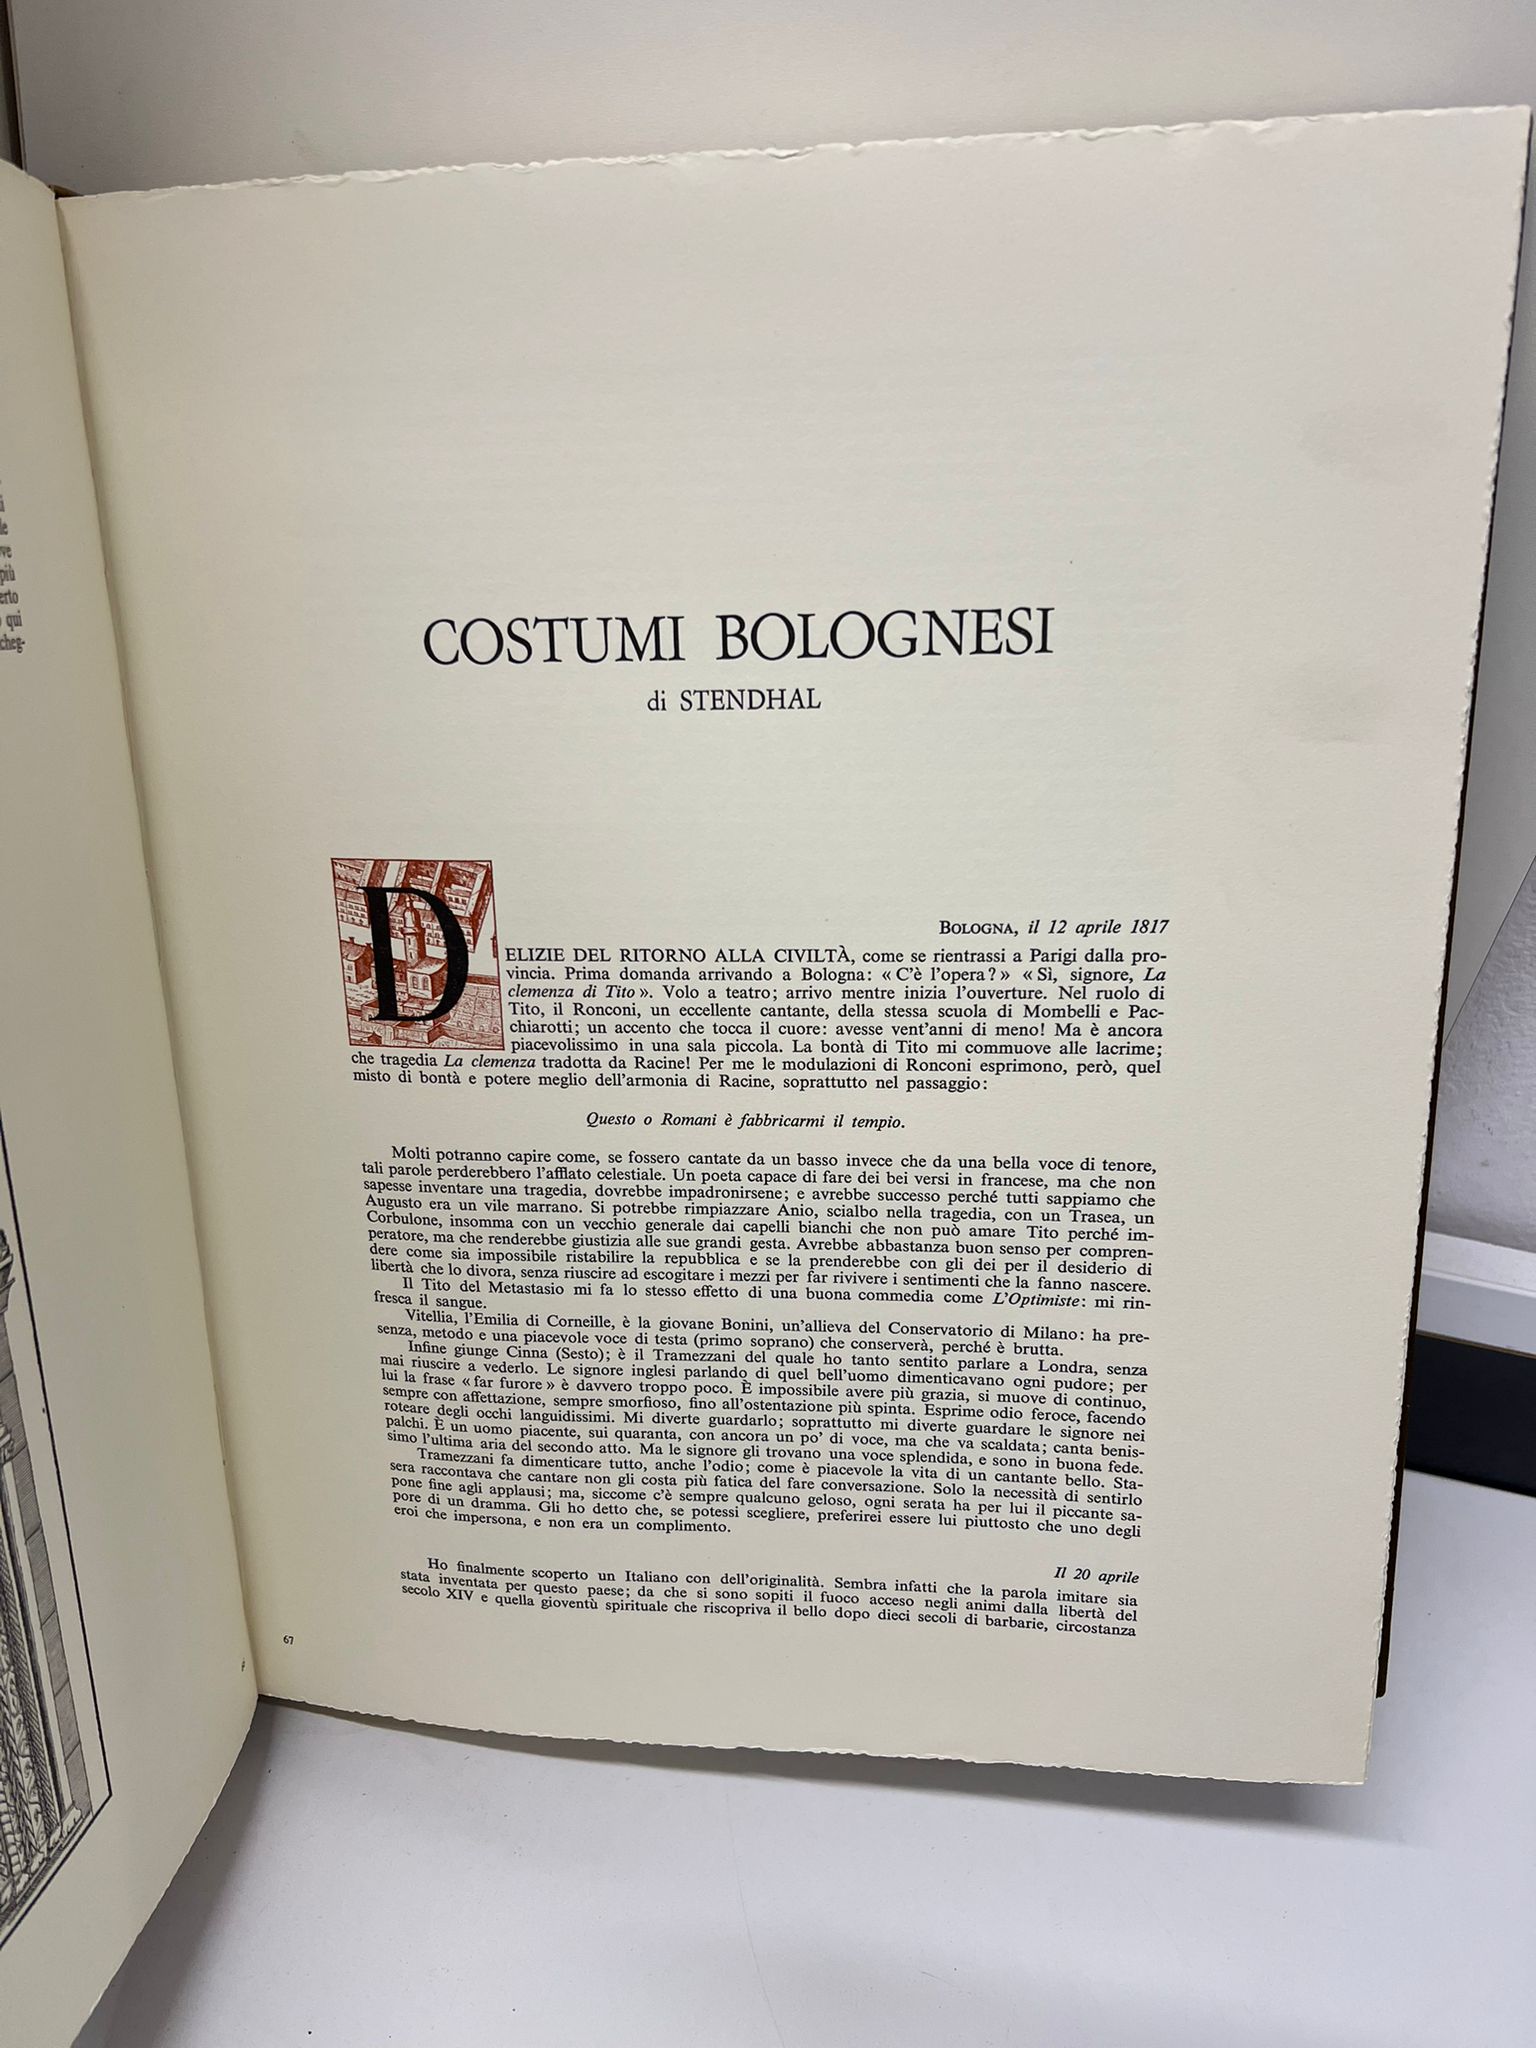 i
le
ve
più
erto
qui
cheg-
COSTUMI BOLOGNESI
di STENDHAL
BOLOGNA, il 12 aprile 1817
DELIZIE DEL RITORNO ALLA CIVILTÀ, come se rientrassi a Parigi dalla pro-
vincia. Prima domanda arrivando a Bologna: « C'è l'opera? » « Sì, signore, La
clemenza di Tito ». Volo a teatro; arrivo mentre inizia l'ouverture. Nel ruolo di
Tito, il Ronconi, un eccellente cantante, della stessa scuola di Mombelli e Pac-
chiarotti; un accento che tocca il cuore: avesse vent'anni di meno! Ma è ancora
piacevolissimo in una sala piccola. La bontà di Tito mi commuove alle lacrime;
che tragedia La clemenza tradotta da Racine! Per me le modulazioni di Ronconi esprimono, però, quel
misto di bontà e potere meglio dell'armonia di Racine, soprattutto nel passaggio:
Questo o Romani è fabbricarmi il tempio.
Molti potranno capire come, se fossero cantate da un basso invece che da una bella voce di tenore,
tali parole perderebbero l'afflato celestiale. Un poeta capace di fare dei bei versi in francese, ma che non
sapesse inventare una tragedia, dovrebbe impadronirsene; e avrebbe successo perché tutti sappiamo che
Augusto era un vile marrano. Si potrebbe rimpiazzare Anio, scialbo nella tragedia, con un Trasea, un
Corbulone, insomma con un vecchio generale dai capelli bianchi che non può amare Tito perché im-
peratore, ma che renderebbe giustizia alle sue grandi gesta. Avrebbe abbastanza buon senso per compren-
dere come sia impossibile ristabilire la repubblica e se la prenderebbe con gli dei per il desiderio di
libertà che lo divora, senza riuscire ad escogitare i mezzi per far rivivere i sentimenti che la fanno nascere.
Il Tito del Metastasio mi fa lo stesso effetto di una buona commedia come L'Optimiste: mi rin-
fresca il sangue.
Vitellia, l'Emilia di Corneille, è la giovane Bonini, un'allieva del Conservatorio di Milano: ha pre-
senza, metodo e una piacevole voce di testa (primo soprano) che conserverà, perché è brutta.
Infine giunge Cinna (Sesto); è il Tramezzani del quale ho tanto sentito parlare a Londra, senza
mai riuscire a vederlo. Le signore inglesi parlando di quel bell'uomo dimenticavano ogni pudore; per
lui la frase « far furore » è davvero troppo poco. È impossibile avere più grazia, si muove di continuo,
sempre con affettazione, sempre smorfioso, fino all'ostentazione più spinta. Esprime odio feroce, facendo
roteare degli occhi languidissimi. Mi diverte guardarlo; soprattutto mi diverte guardare le signore nei
palchi. È un uomo piacente, sui quaranta, con ancora un po' di voce, ma che va scaldata; canta benis-
simo l'ultima aria del secondo atto. Ma le signore gli trovano una voce splendida, e sono in buona fede.
Tramezzani fa dimenticare tutto, anche l'odio; come è piacevole la vita di un cantante bello. Sta-
sera raccontava che cantare non gli costa più fatica del fare conversazione. Solo la necessità di sentirlo
pone fine agli applausi; ma, siccome c'è sempre qualcuno geloso, ogni serata ha per lui il piccante sa-
pore di un dramma. Gli ho detto che, se potessi scegliere, preferirei essere lui piuttosto che uno degli
eroi che impersona, e non era un complimento.
Il 20 aprile
Ho finalmente scoperto un Italiano con dell'originalità. Sembra infatti che la parola imitare sia
stata inventata per questo paese; da che si sono sopiti il fuoco acceso negli animi dalla libertà del
secolo XIV e quella gioventù spirituale che riscopriva il bello dopo dieci secoli di barbarie, circostanza
67